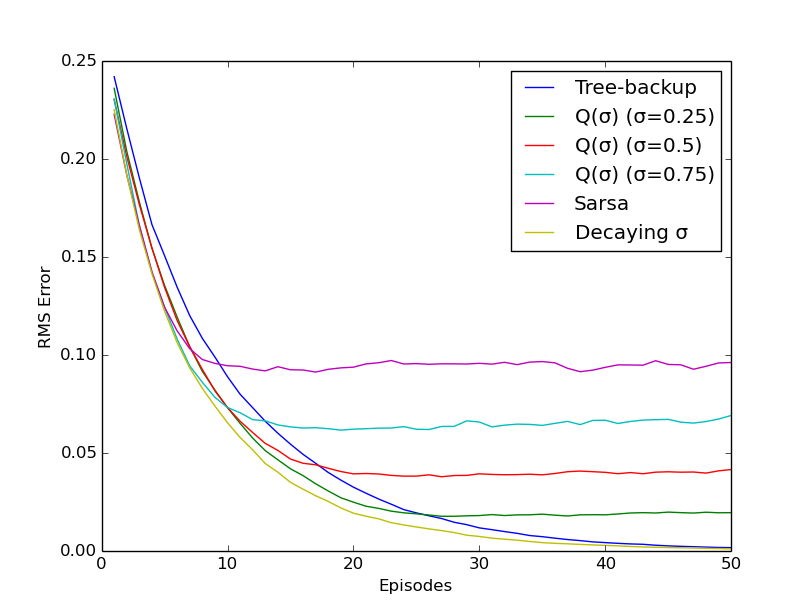 0.25
0.20
0.15
0.10
0.05
0.00
RMS Error
Tree-backup
Q(σ) (σ=0.25)
Q(σ) (σ=0.5)
Q(σ) (σ=0.75)
Sarsa
Decaying σ
0 10 20 30 40 50
Episodes